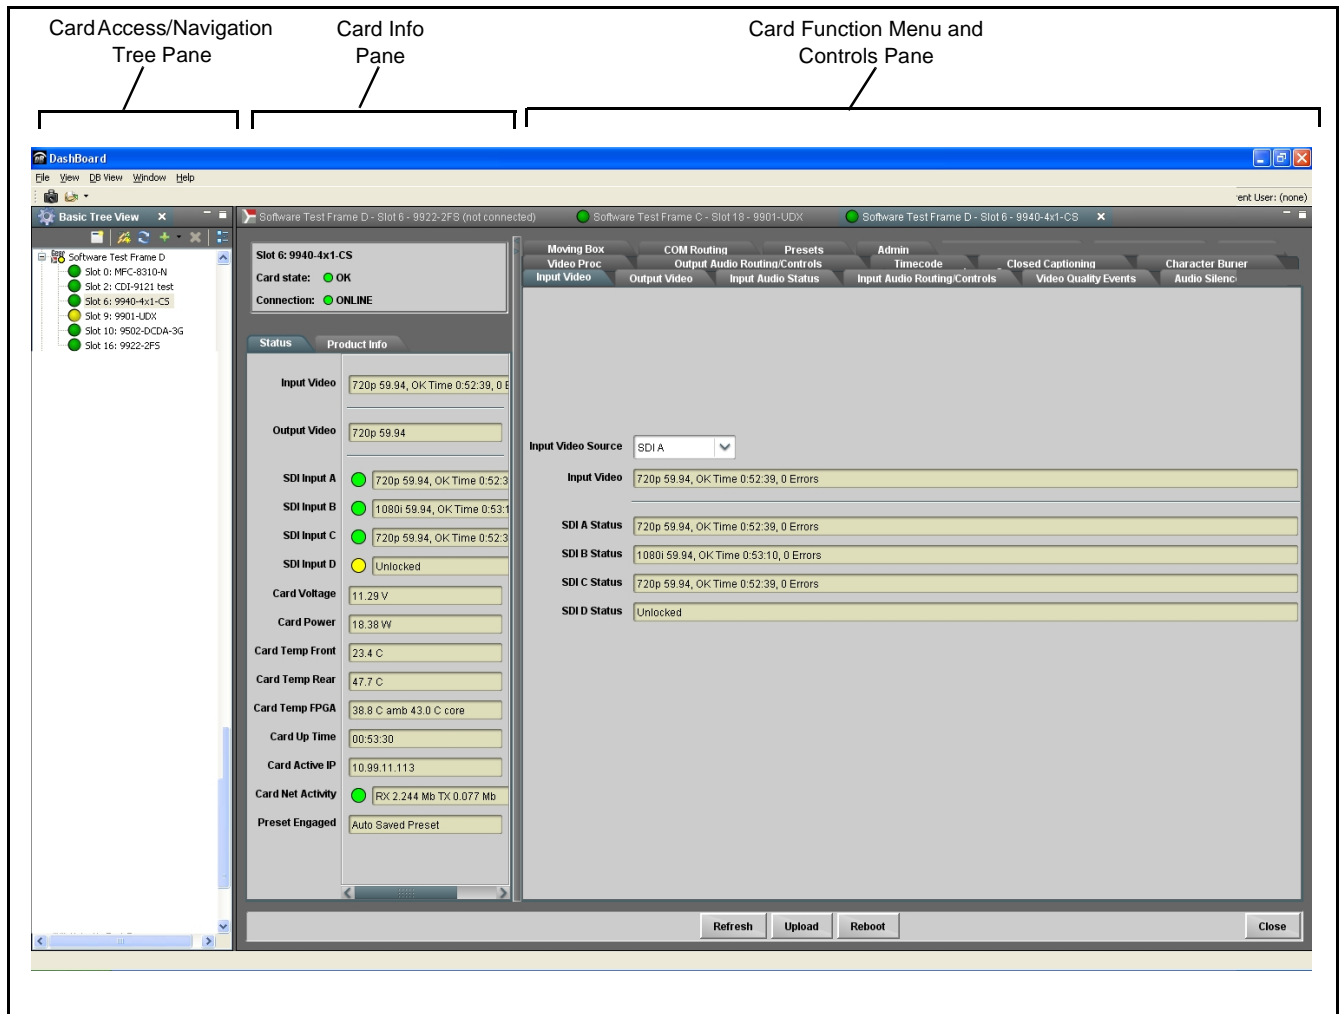 Card Access/Navigation
Tree Pane
Card Info
Pane
Card Function Menu and
Controls Pane
DashBoard
File View DB View Window Help
ent User: (none)
Basic Tree View
Software Test Frame D - Slot 6 - 9922-2FS (not connected)
Software Test Frame C - Slot 18 - 9901-UDX
Software Test Frame D - Slot 6 - 9940-4x1-CS
Software Test Frame D
Slot 0: MFC-8310-N
Slot 2: CDI-9121 test
Slot 6: 9940-4x1-CS
Slot 9: 9901-UDX
Slot 10: 9502-DCDA-3G
Slot 16: 9922-2FS
Slot 6: 9940-4x1-CS
Card state: OK
Connection: ONLINE
Status Product Info
Input Video 720p 59.94, OK Time 0:52:39, 0 E
Output Video 720p 59.94
SDI Input A 720p 59.94, OK Time 0:52:3
SDI Input B 1080i 59.94, OK Time 0:53:1
SDI Input C 720p 59.94, OK Time 0:52:3
SDI Input D Unlocked
Card Voltage 11.29 V
Card Power 18.38 W
Card Temp Front 23.4 C
Card Temp Rear 47.7 C
Card Temp FPGA 38.8 C amb 43.0 C core
Card Up Time 00:53:30
Card Active IP 10.99.11.113
Card Net Activity RX 2.244 Mb TX 0.077 Mb
Preset Engaged Auto Saved Preset
Moving Box COM Routing Presets Admin
Video Proc Output Audio Routing/Controls Timecode Closed Captioning Character Burner
Input Video Output Video Input Audio Status Input Audio Routing/Controls Video Quality Events Audio Silenc
Input Video Source SDI A
Input Video 720p 59.94, OK Time 0:52:39, 0 Errors
SDI A Status 720p 59.94, OK Time 0:52:39, 0 Errors
SDI B Status 1080i 59.94, OK Time 0:53:10, 0 Errors
SDI C Status 720p 59.94, OK Time 0:52:39, 0 Errors
SDI D Status Unlocked
Refresh Upload Reboot Close